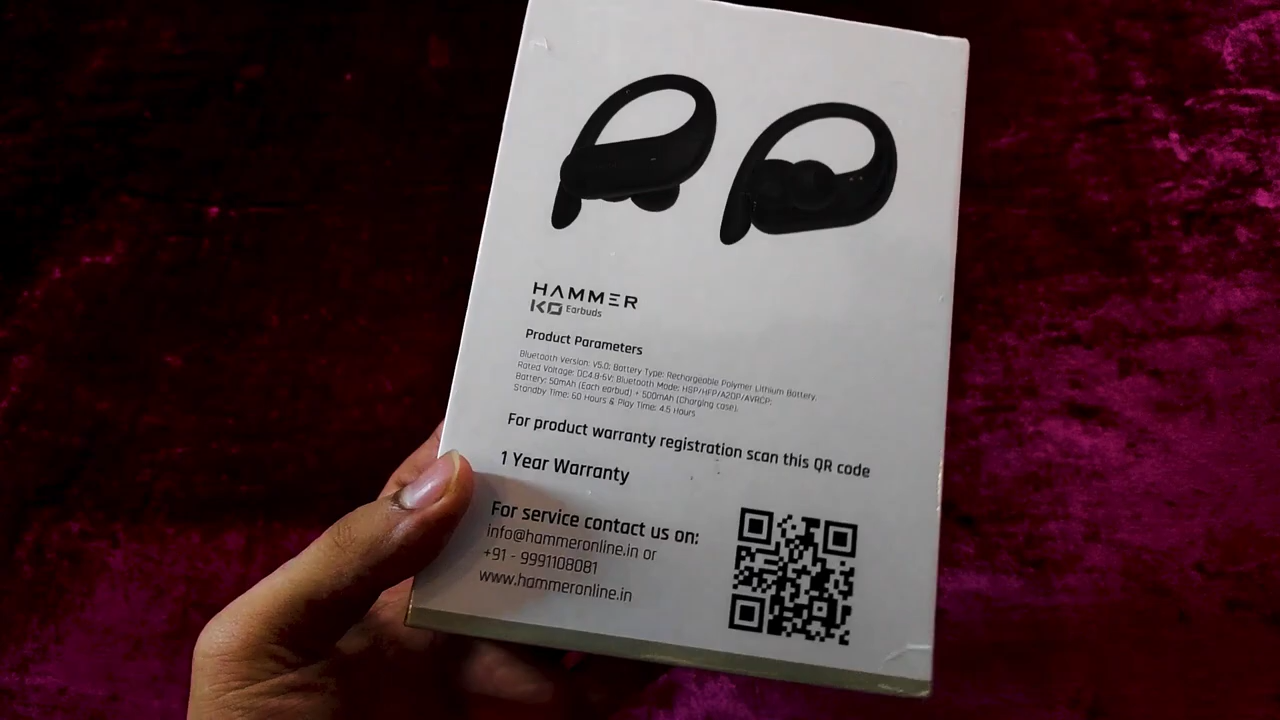 HAMMER
KO Earbuds
Product Parameters
Bluetooth Version: V5.0; Battery Type: Rechargeable Polymer Lithium Battery.
Rated Voltage: DC4.8-6V; Bluetooth Mode: HSP/HFP/A2DP/AVRCP;
Battery: 50mAh (Each earbud) + 500mAh (Charging case).
Standby Time: 60 Hours & Play Time: 4.5 Hours
For product warranty registration scan this QR code
1 Year Warranty
For service contact us on:
info@hammeronline.in or
+91 - 9991108081
www.hammeronline.in